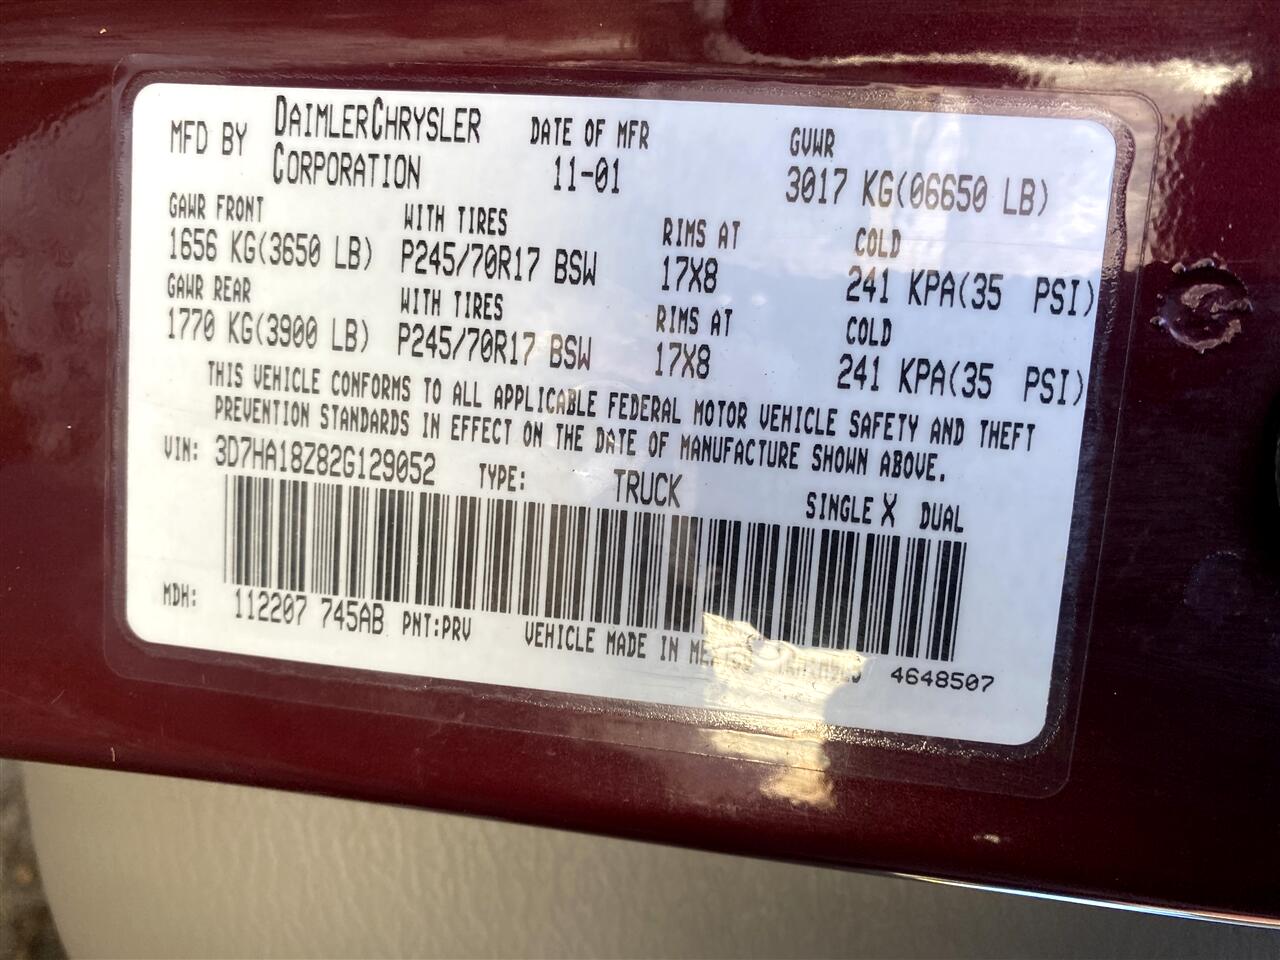 MFD BY DAIMLERCHRYSLER CORPORATION DATE OF MFR 11-01 GVWR 3017 KG(06650 LB)
GAWR FRONT WITH TIRES RIMS AT COLD
1656 KG(3650 LB) P245/70R17 BSW 17X8 241 KPA(35 PSI)
GAWR REAR WITH TIRES RIMS AT COLD
1770 KG(3900 LB) P245/70R17 BSW 17X8 241 KPA(35 PSI)
THIS VEHICLE CONFORMS TO ALL APPLICABLE FEDERAL MOTOR VEHICLE SAFETY AND THEFT
PREVENTION STANDARDS IN EFFECT ON THE DATE OF MANUFACTURE SHOWN ABOVE.
VIN: 3D7HA18Z82G129052 TYPE: TRUCK SINGLE X DUAL
MDH: 112207 745AB PNT:PRV VEHICLE MADE IN MEXICO 4648507